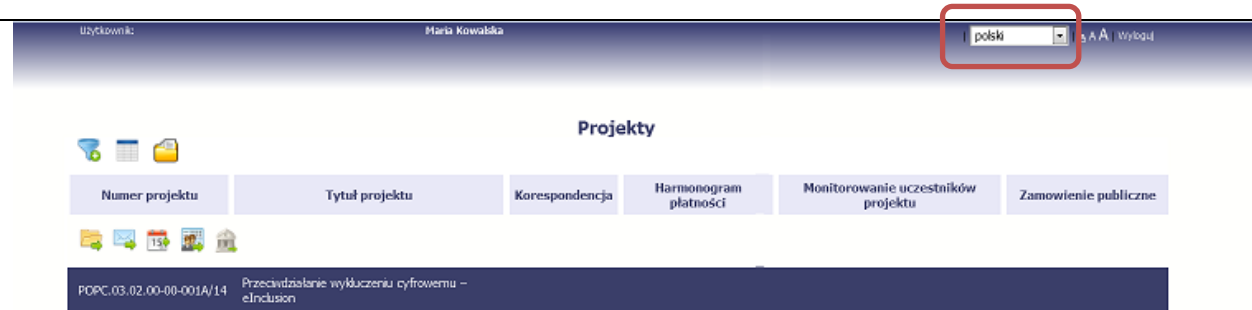 Użytkownik: Maria Kowalska | polski | A A A | Wyloguj
Projekty
Numer projektu Tytuł projektu Korespondencja Harmonogram płatności Monitorowanie uczestników projektu Zamowienie publiczne
15
POPC.03.02.00-00-001A/14 Przeciwdziałanie wykluczeniu cyfrowemu –
eInclusion